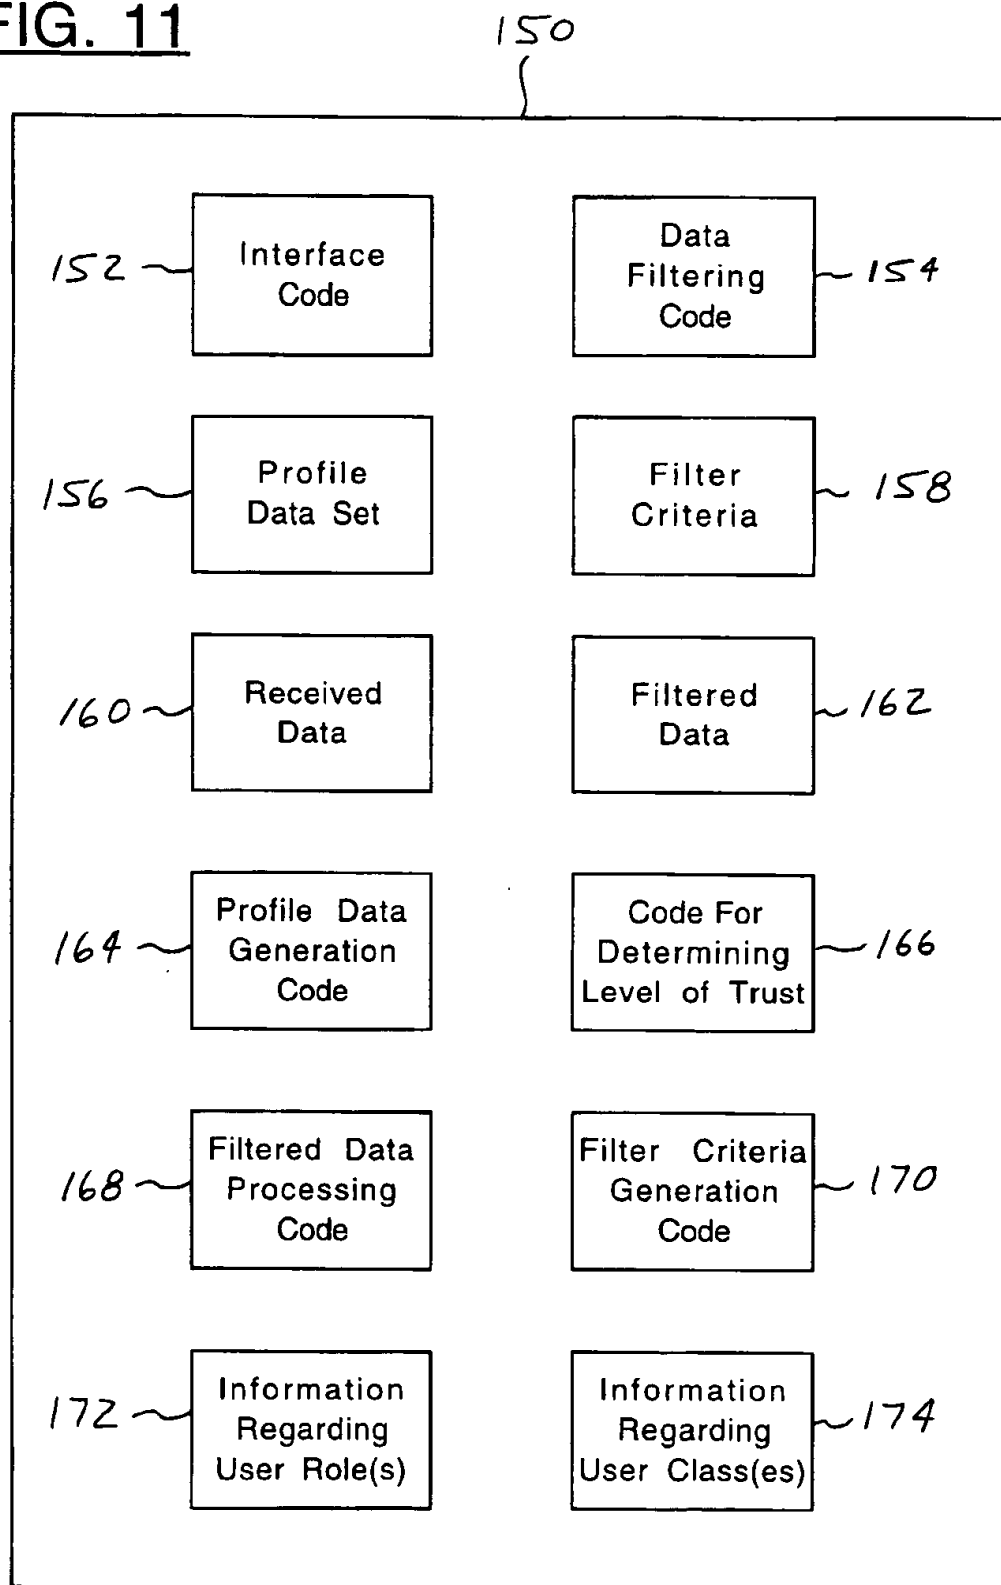 FIG. 11
150
152
Interface
Code
Data
Filtering
Code
154
156
Profile
Data Set
Filter
Criteria
158
160
Received
Data
Filtered
Data
162
164
Profile Data
Generation
Code
Code For
Determining
Level of Trust
166
168
Filtered Data
Processing
Code
Filter Criteria
Generation
Code
170
172
Information
Regarding
User Role(s)
Information
Regarding
User Class(es)
174